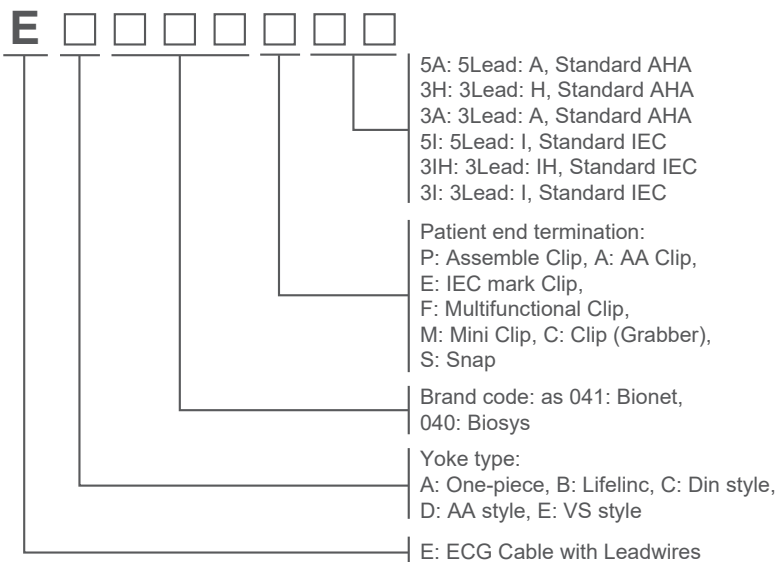 E □ □ □ □ □ □ □
5A: 5Lead: A, Standard AHA
3H: 3Lead: H, Standard AHA
3A: 3Lead: A, Standard AHA
5I: 5Lead: I, Standard IEC
3IH: 3Lead: IH, Standard IEC
3I: 3Lead: I, Standard IEC
Patient end termination:
P: Assemble Clip, A: AA Clip,
E: IEC mark Clip,
F: Multifunctional Clip,
M: Mini Clip, C: Clip (Grabber),
S: Snap
Brand code: as 041: Bionet,
040: Biosys
Yoke type:
A: One-piece, B: Lifelinc, C: Din style,
D: AA style, E: VS style
E: ECG Cable with Leadwires